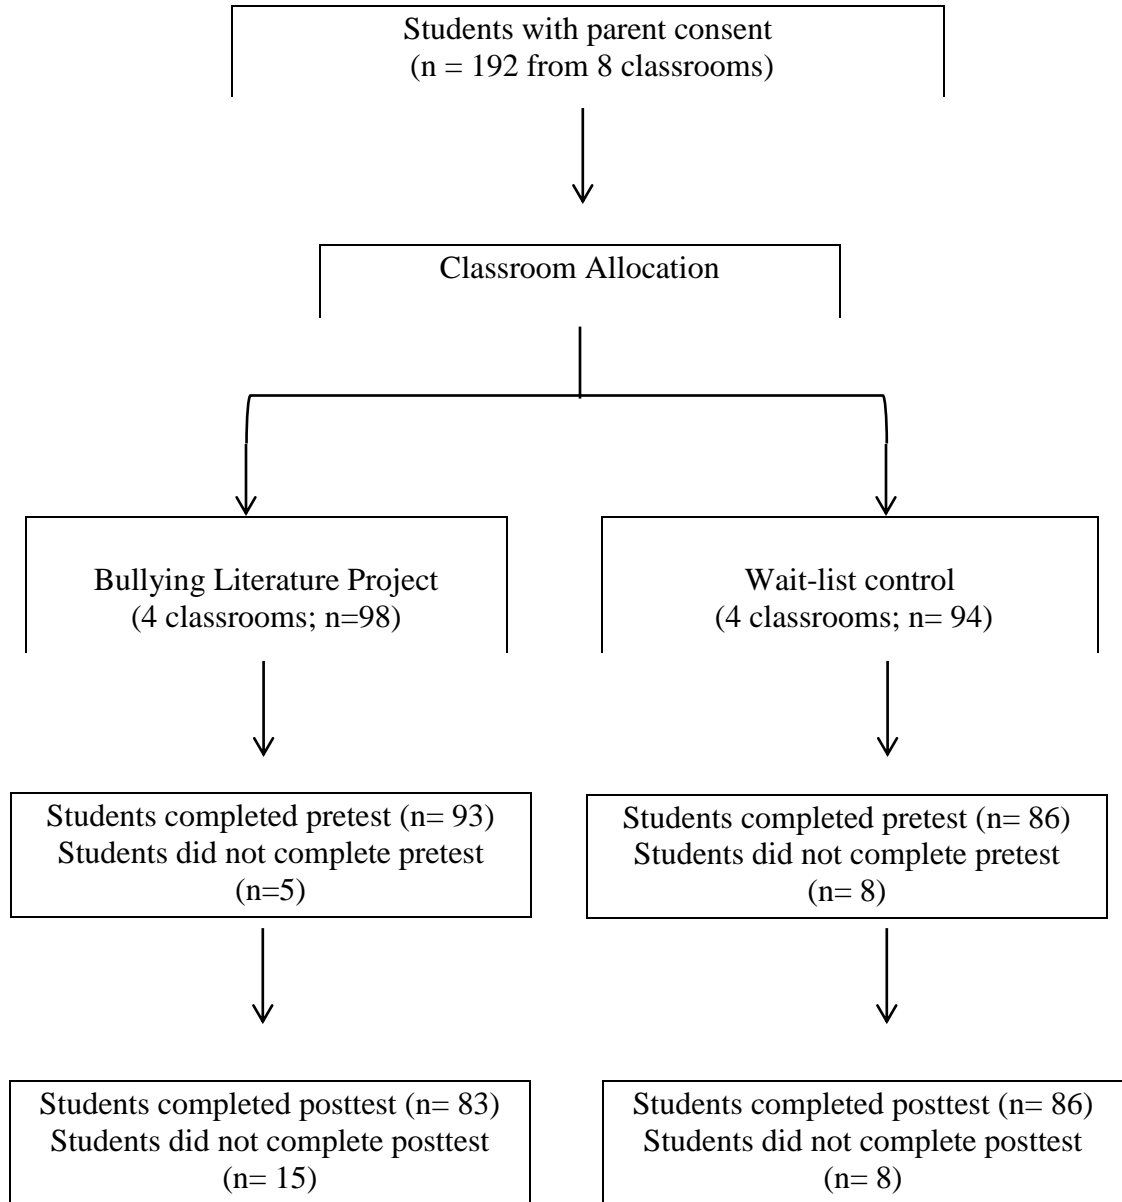 Students with parent consent
(n = 192 from 8 classrooms)
Classroom Allocation
Bullying Literature Project
(4 classrooms; n=98)
Wait-list control
(4 classrooms; n= 94)
Students completed pretest (n= 93)
Students did not complete pretest
(n=5)
Students completed pretest (n= 86)
Students did not complete pretest
(n= 8)
Students completed posttest (n= 83)
Students did not complete posttest
(n= 15)
Students completed posttest (n= 86)
Students did not complete posttest
(n= 8)